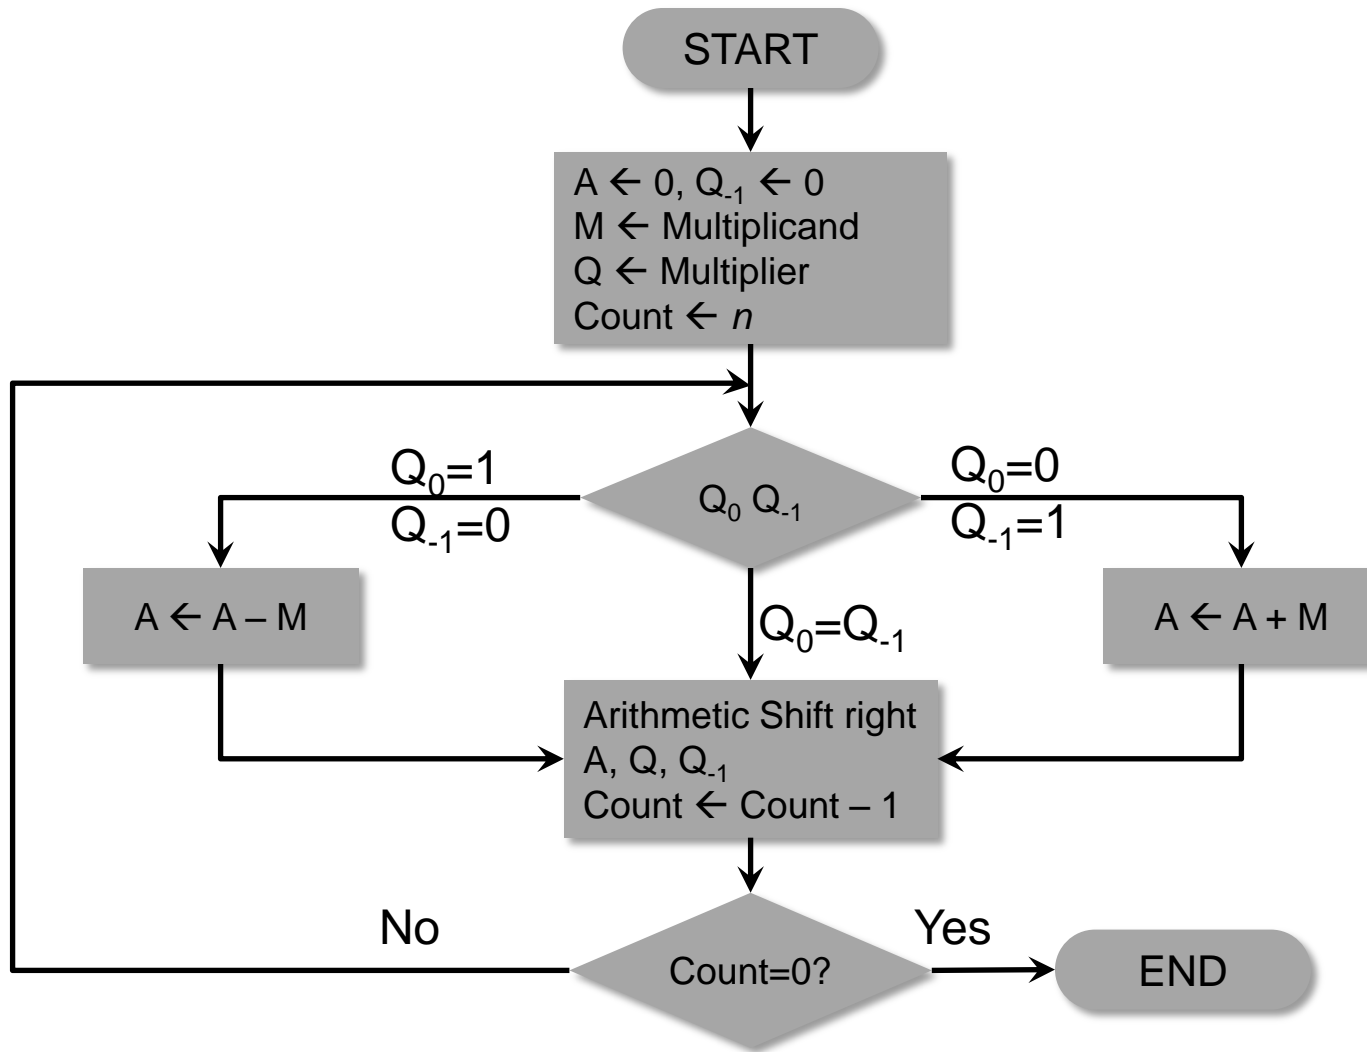 START
A ← 0, Q₋₁ ← 0
M ← Multiplicand
Q ← Multiplier
Count ← n
Q₀=1
Q₋₁=0
Q₀ Q₋₁
Q₀=0
Q₋₁=1
A ← A – M
Q₀=Q₋₁
A ← A + M
Arithmetic Shift right
A, Q, Q₋₁
Count ← Count – 1
No
Yes
Count=0?
END